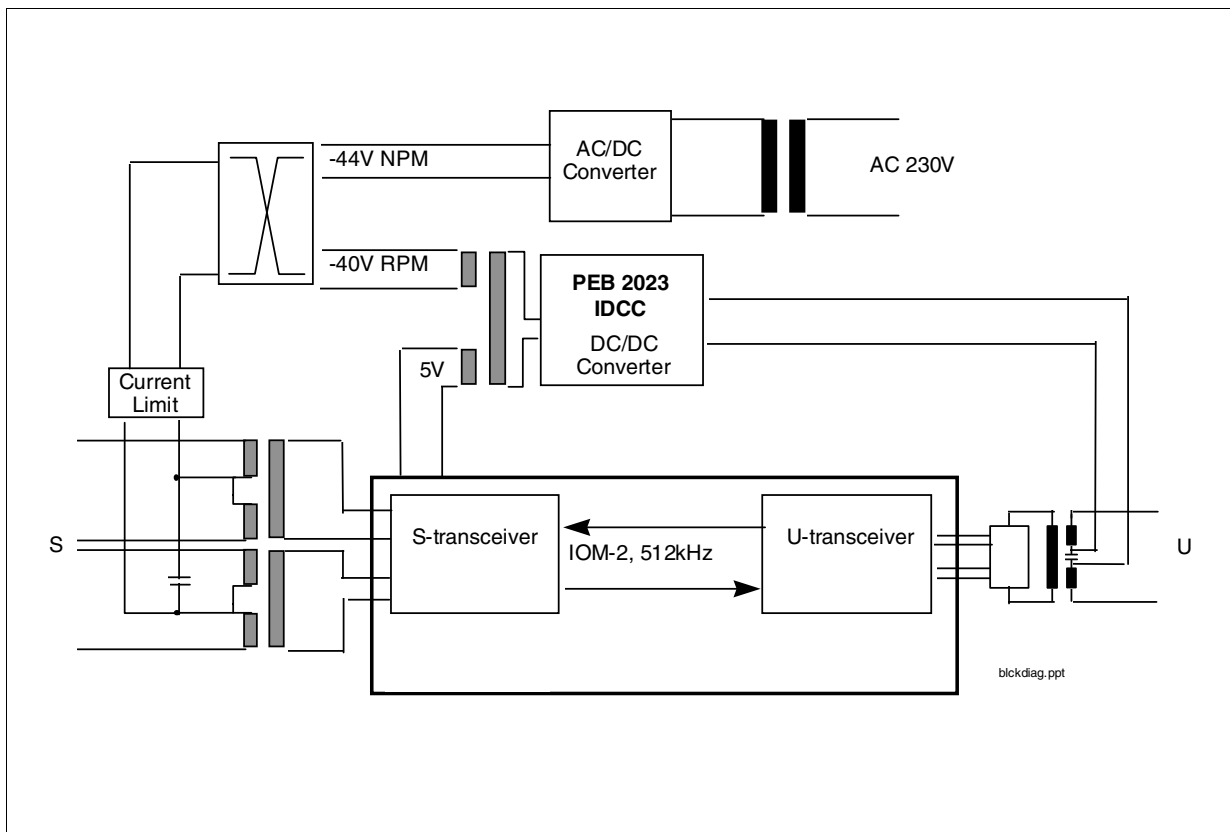 -44V NPM
AC/DC
Converter
AC 230V
-40V RPM
PEB 2023
IDCC
DC/DC
Converter
5V
Current
Limit
S-transceiver
IOM-2, 512kHz
U-transceiver
S
U
blckdiag.ppt